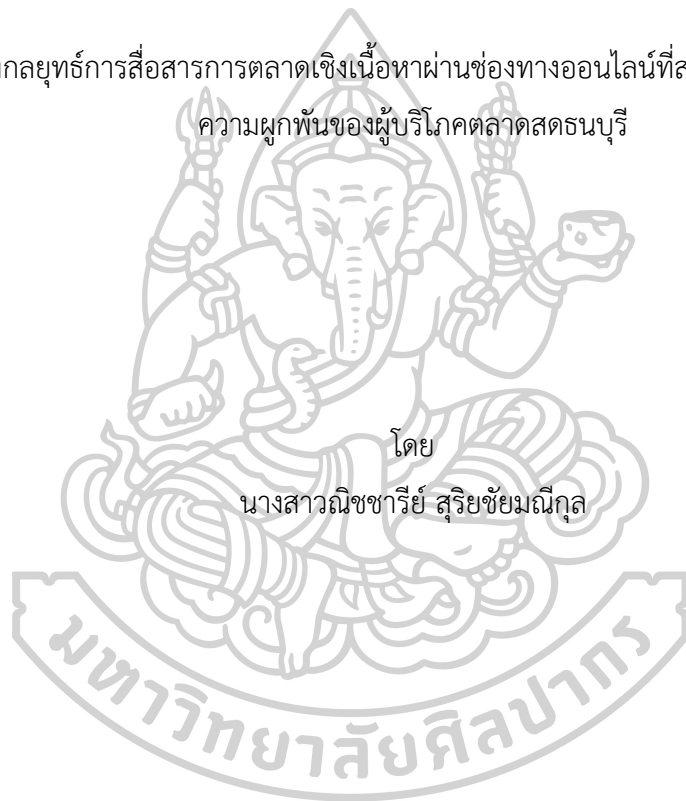 กลยุทธ์การสื่อสารการตลาดเชิงเนื้อหาผ่านช่องทางออนไลน์ที่
ความผูกพันของผู้บริโภคตลาดสดธนบุรี
โดย
นางสาวณิชชารีย์ สุริยชัยมณีกุล
มหาวิทยาลัยศิลปากร